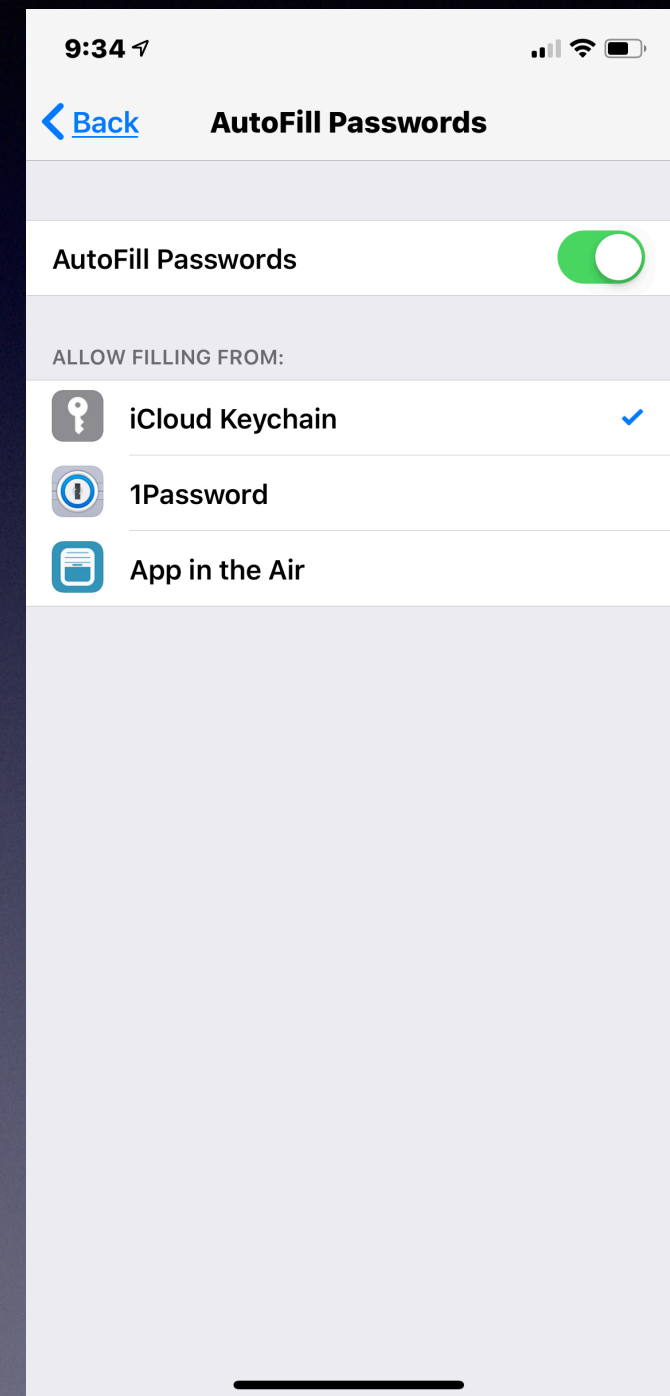 9:34
Back AutoFill Passwords
AutoFill Passwords
ALLOW FILLING FROM:
iCloud Keychain
1Password
App in the Air